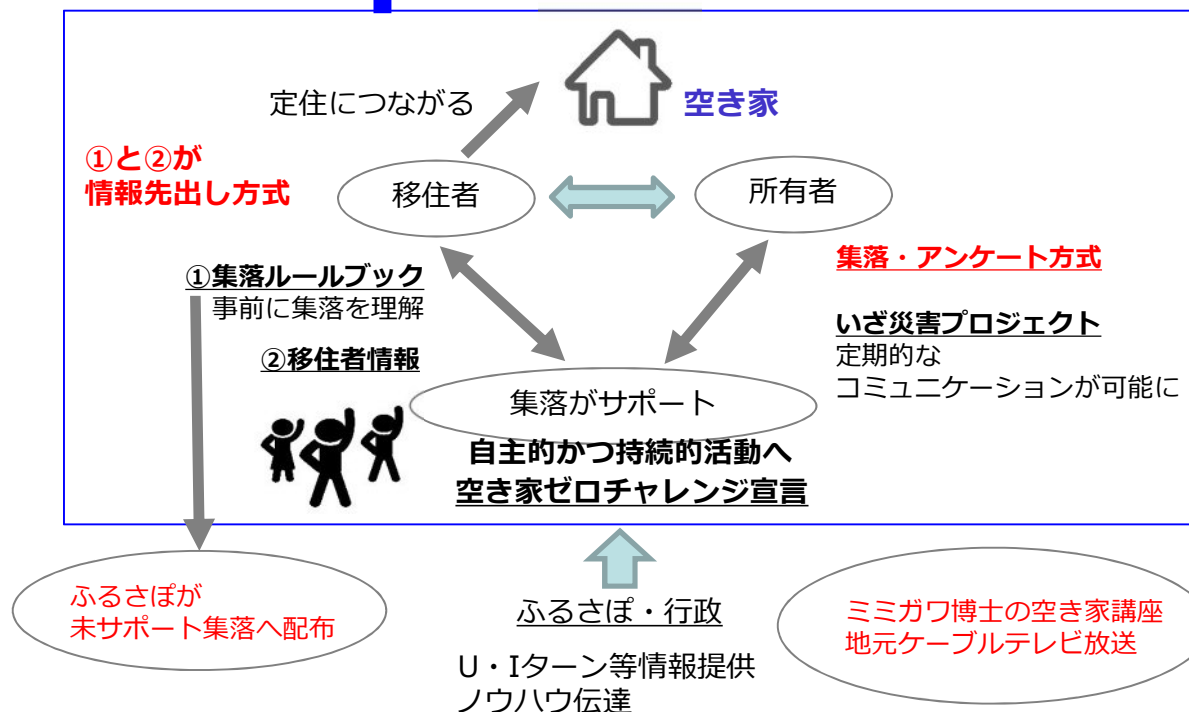 定住につながる
空き家
①と②が
情報先出し方式
移住者
所有者
①集落ルールブック
事前に集落を理解
②移住者情報
集落・アンケート方式
いざ災害プロジェクト
定期的な
コミュニケーションが可能に
集落がサポート
自主的かつ持続的活動へ
空き家ゼロチャレンジ宣言
ふるさぽが
未サポート集落へ配布
ふるさぽ・行政
U・Iターン等情報提供
ノウハウ伝達
ミミガワ博士の空き家講座
地元ケーブルテレビ放送